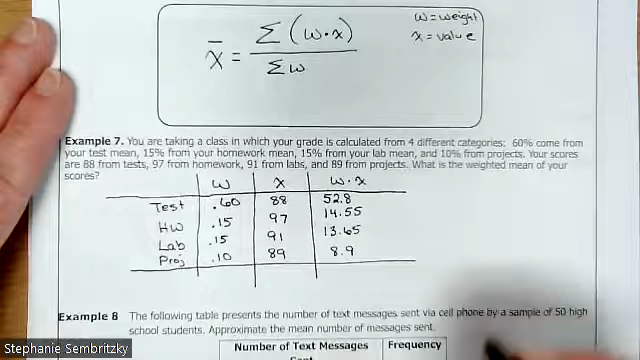 x̄ = Σ(w·x) / Σw
w = weight
x = value
Example 7. You are taking a class in which your grade is calculated from 4 different categories: 60% come from
your test mean, 15% from your homework mean, 15% from your lab mean, and 10% from projects. Your scores
are 88 from tests, 97 from homework, 91 from labs, and 89 from projects. What is the weighted mean of your
scores?
w x w·x
Test .60 88 52.8
HW .15 97 14.55
Lab .15 91 13.65
Proj .10 89 8.9
Example 8 The following table presents the number of text messages sent via cell phone by a sample of 50 high
school students. Approximate the mean number of messages sent.
Number of Text Messages Frequency
Stephanie Sembritzky